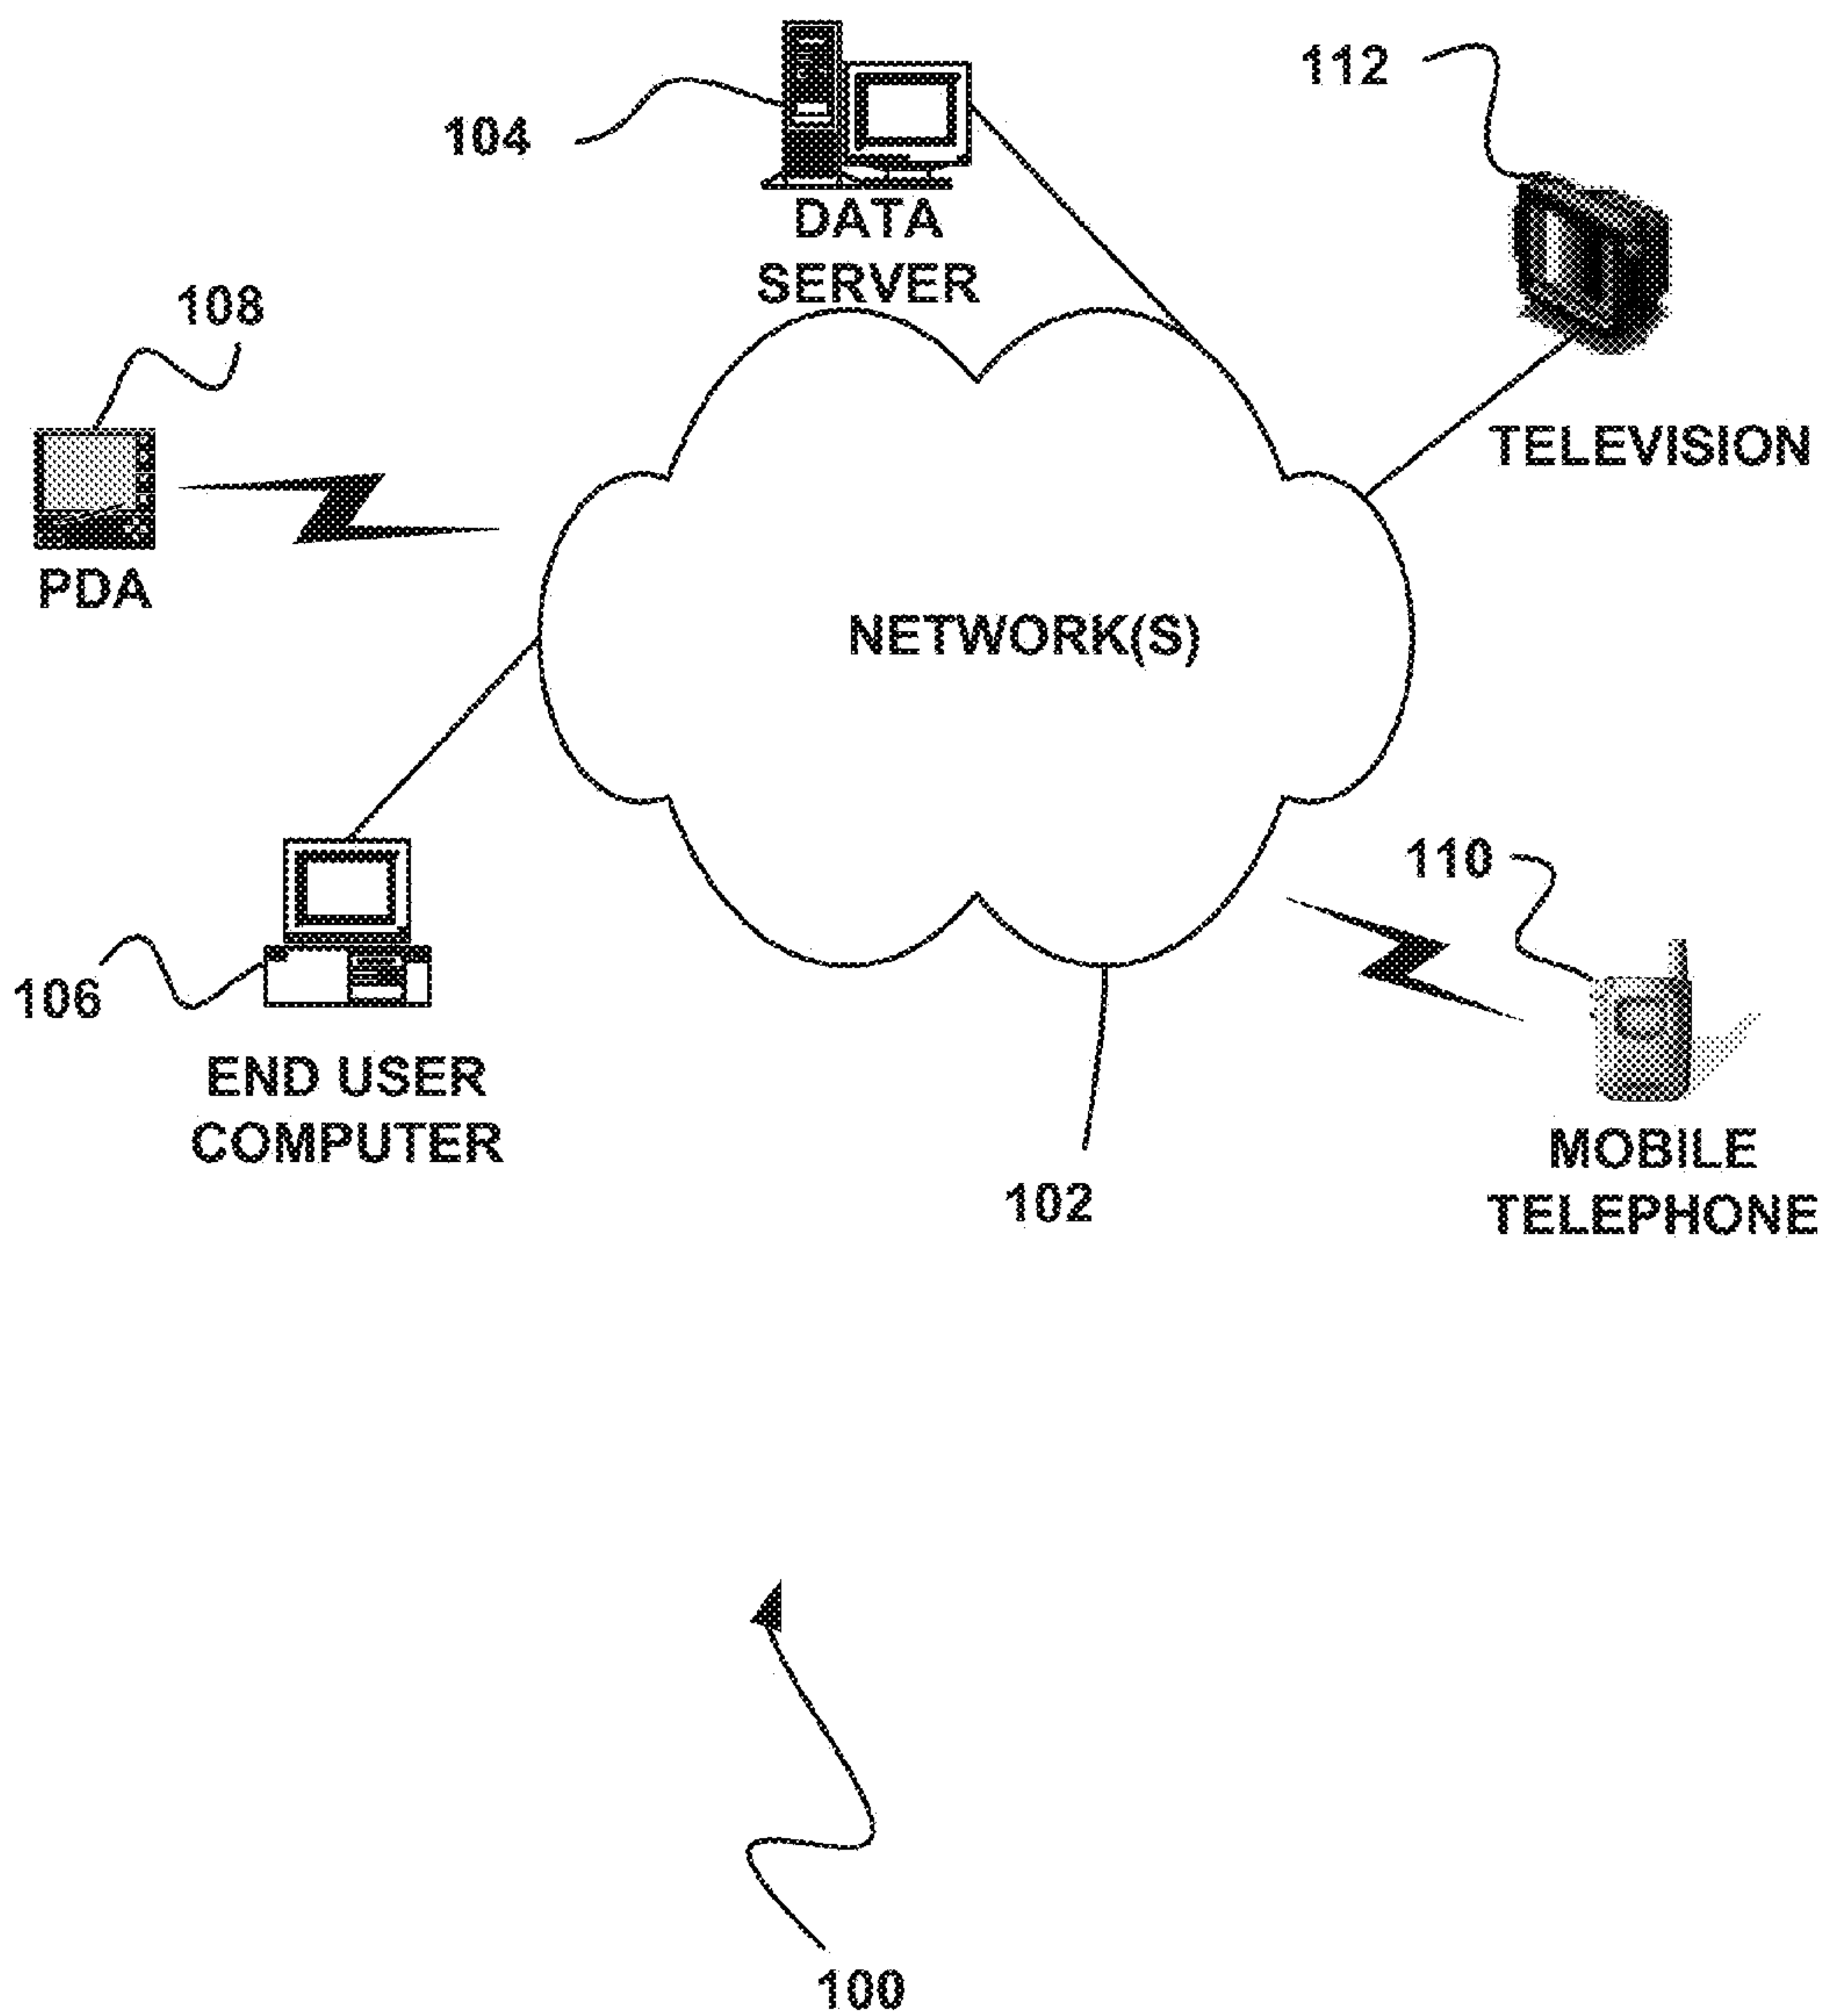 112
104
DATA
SERVER
108
TELEVISION
PDA
NETWORK(S)
110
106
END USER
COMPUTER
MOBILE
TELEPHONE
102
100